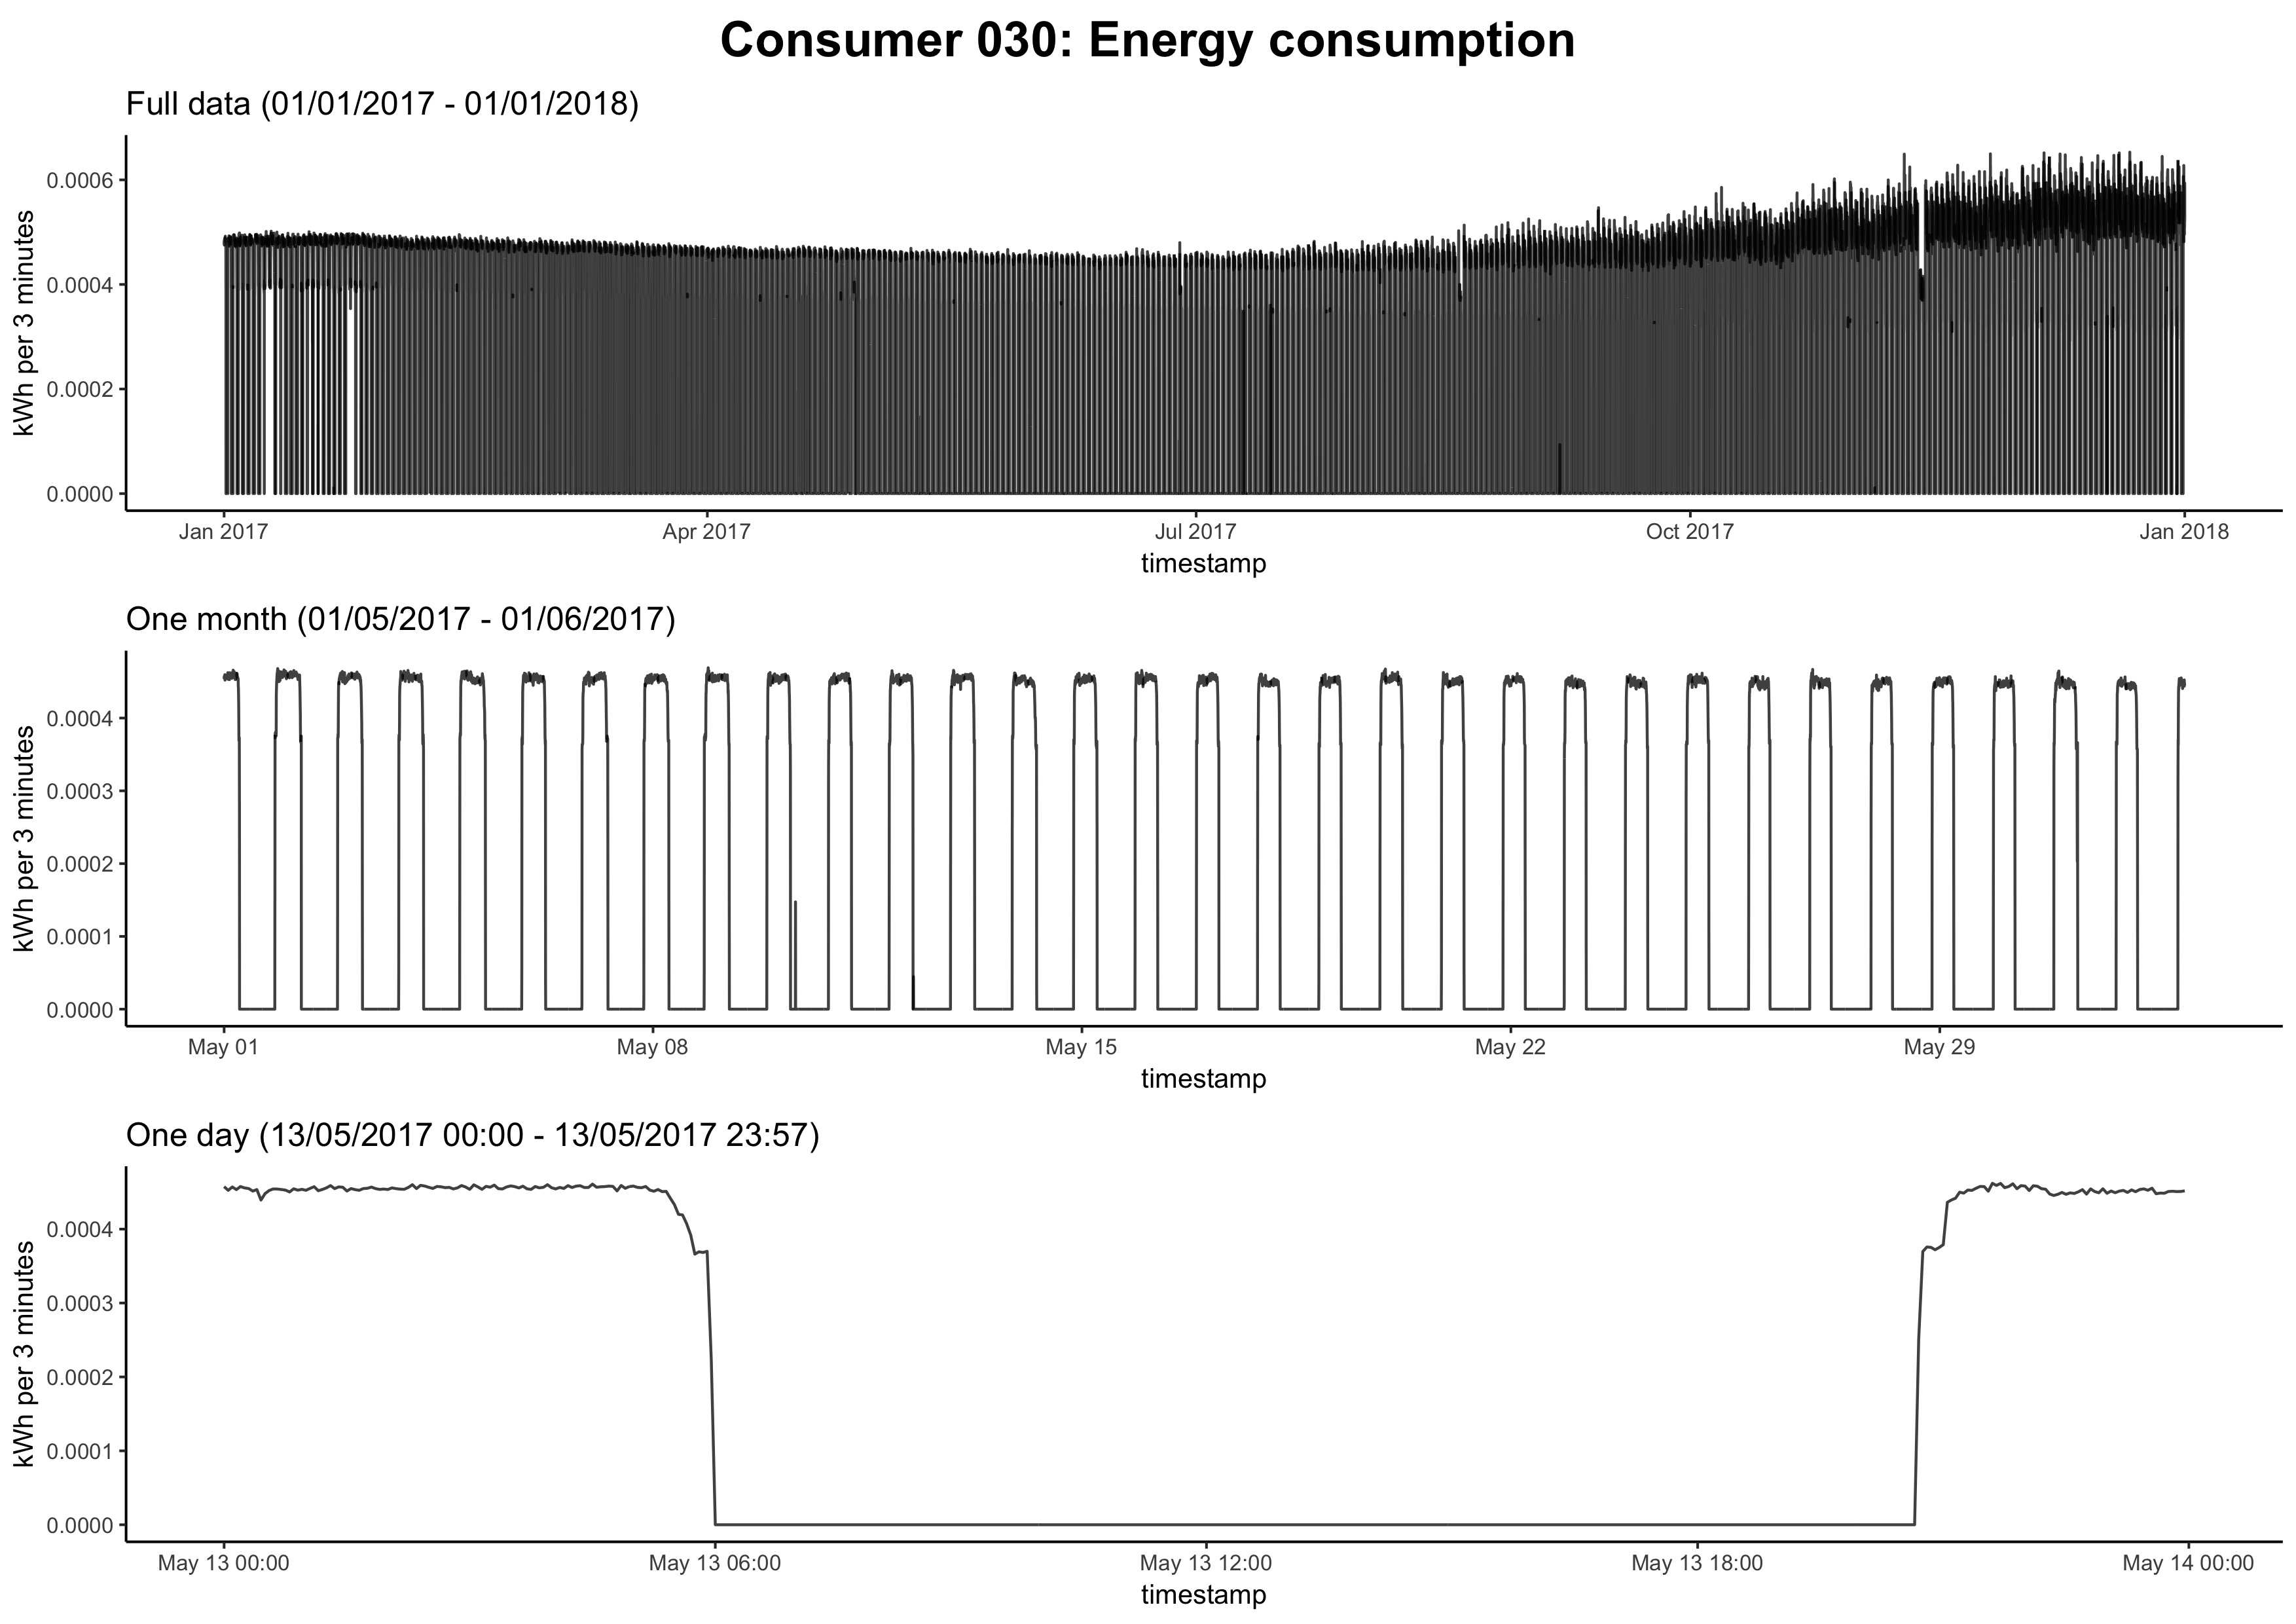 Consumer 030: Energy consumption
Full data (01/01/2017 - 01/01/2018)
kWh per 3 minutes
0.0006
0.0004
0.0002
0.0000
Jan 2017 Apr 2017 Jul 2017 Oct 2017 Jan 2018
timestamp
One month (01/05/2017 - 01/06/2017)
kWh per 3 minutes
0.0004
0.0003
0.0002
0.0001
0.0000
May 01 May 08 May 15 May 22 May 29
timestamp
One day (13/05/2017 00:00 - 13/05/2017 23:57)
kWh per 3 minutes
0.0004
0.0003
0.0002
0.0001
0.0000
May 13 00:00 May 13 06:00 May 13 12:00 May 13 18:00 May 14 00:00
timestamp